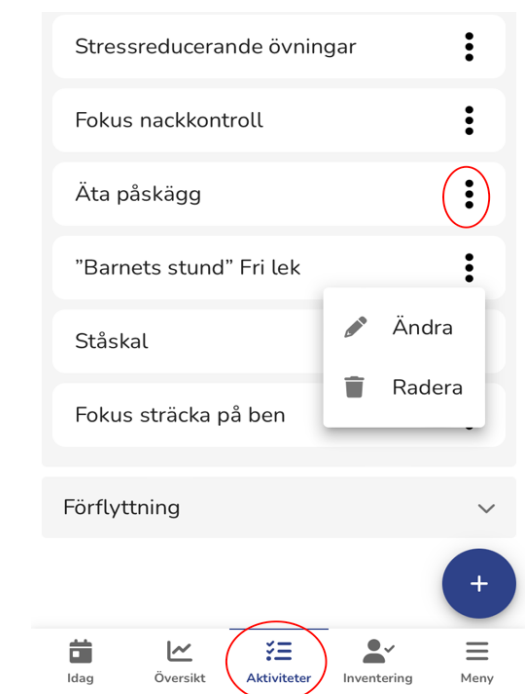 Stressreducerande övningar
Fokus nackkontroll
Äta påskägg
”Barnets stund” Fri lek
Ändra
Ståskal
Radera
Fokus sträcka på ben
Förflyttning
+
Idag Översikt Aktiviteter Inventering Meny